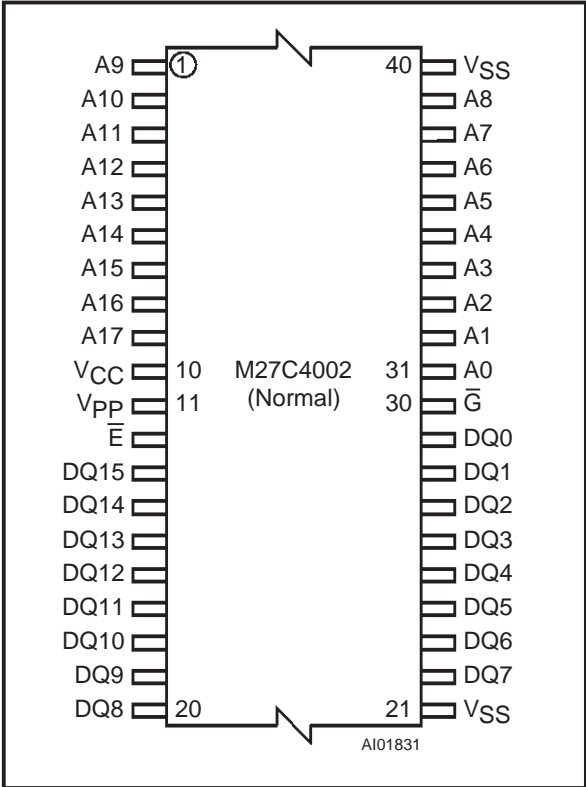 A9 1 40 VSS
A10 A8
A11 A7
A12 A6
A13 A5
A14 A4
A15 A3
A16 A2
A17 A1
VCC 10 M27C4002 31 A0
VPP 11 (Normal) 30 G̅
E̅ DQ0
DQ15 DQ1
DQ14 DQ2
DQ13 DQ3
DQ12 DQ4
DQ11 DQ5
DQ10 DQ6
DQ9 DQ7
DQ8 20 21 VSS
AI01831